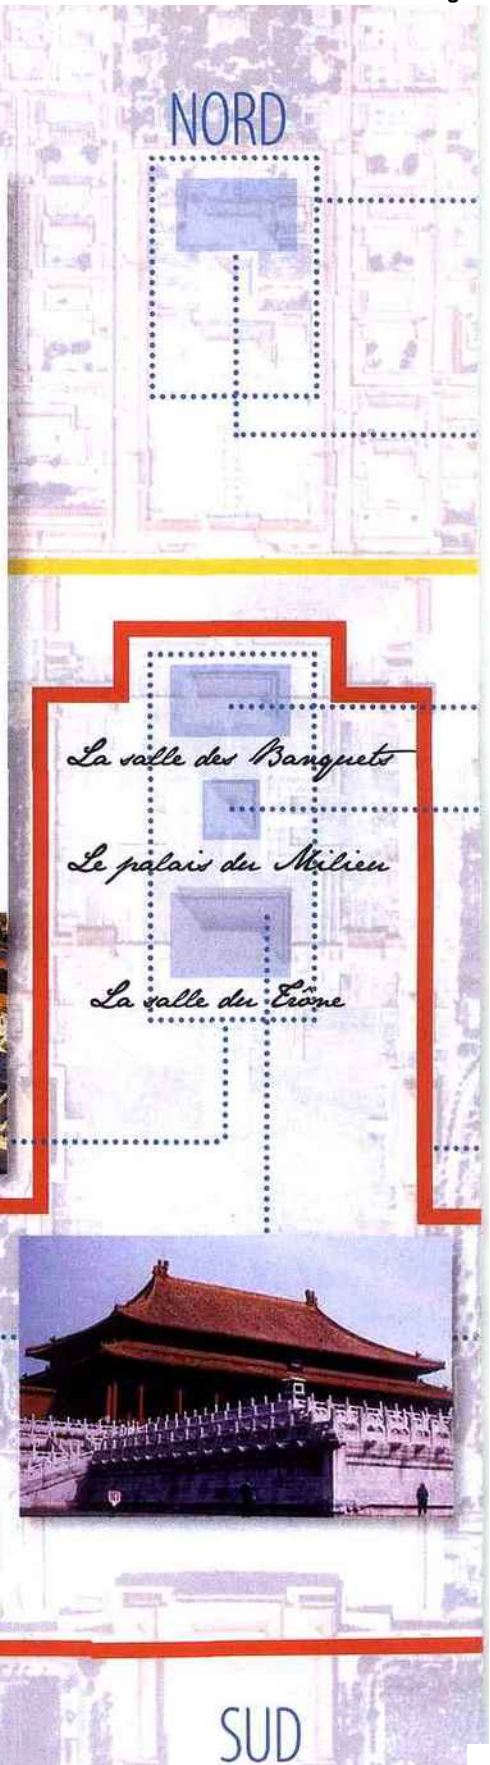 NORD
La salle des Banquets
Le palais du Milieu
La salle du Trône
SUD